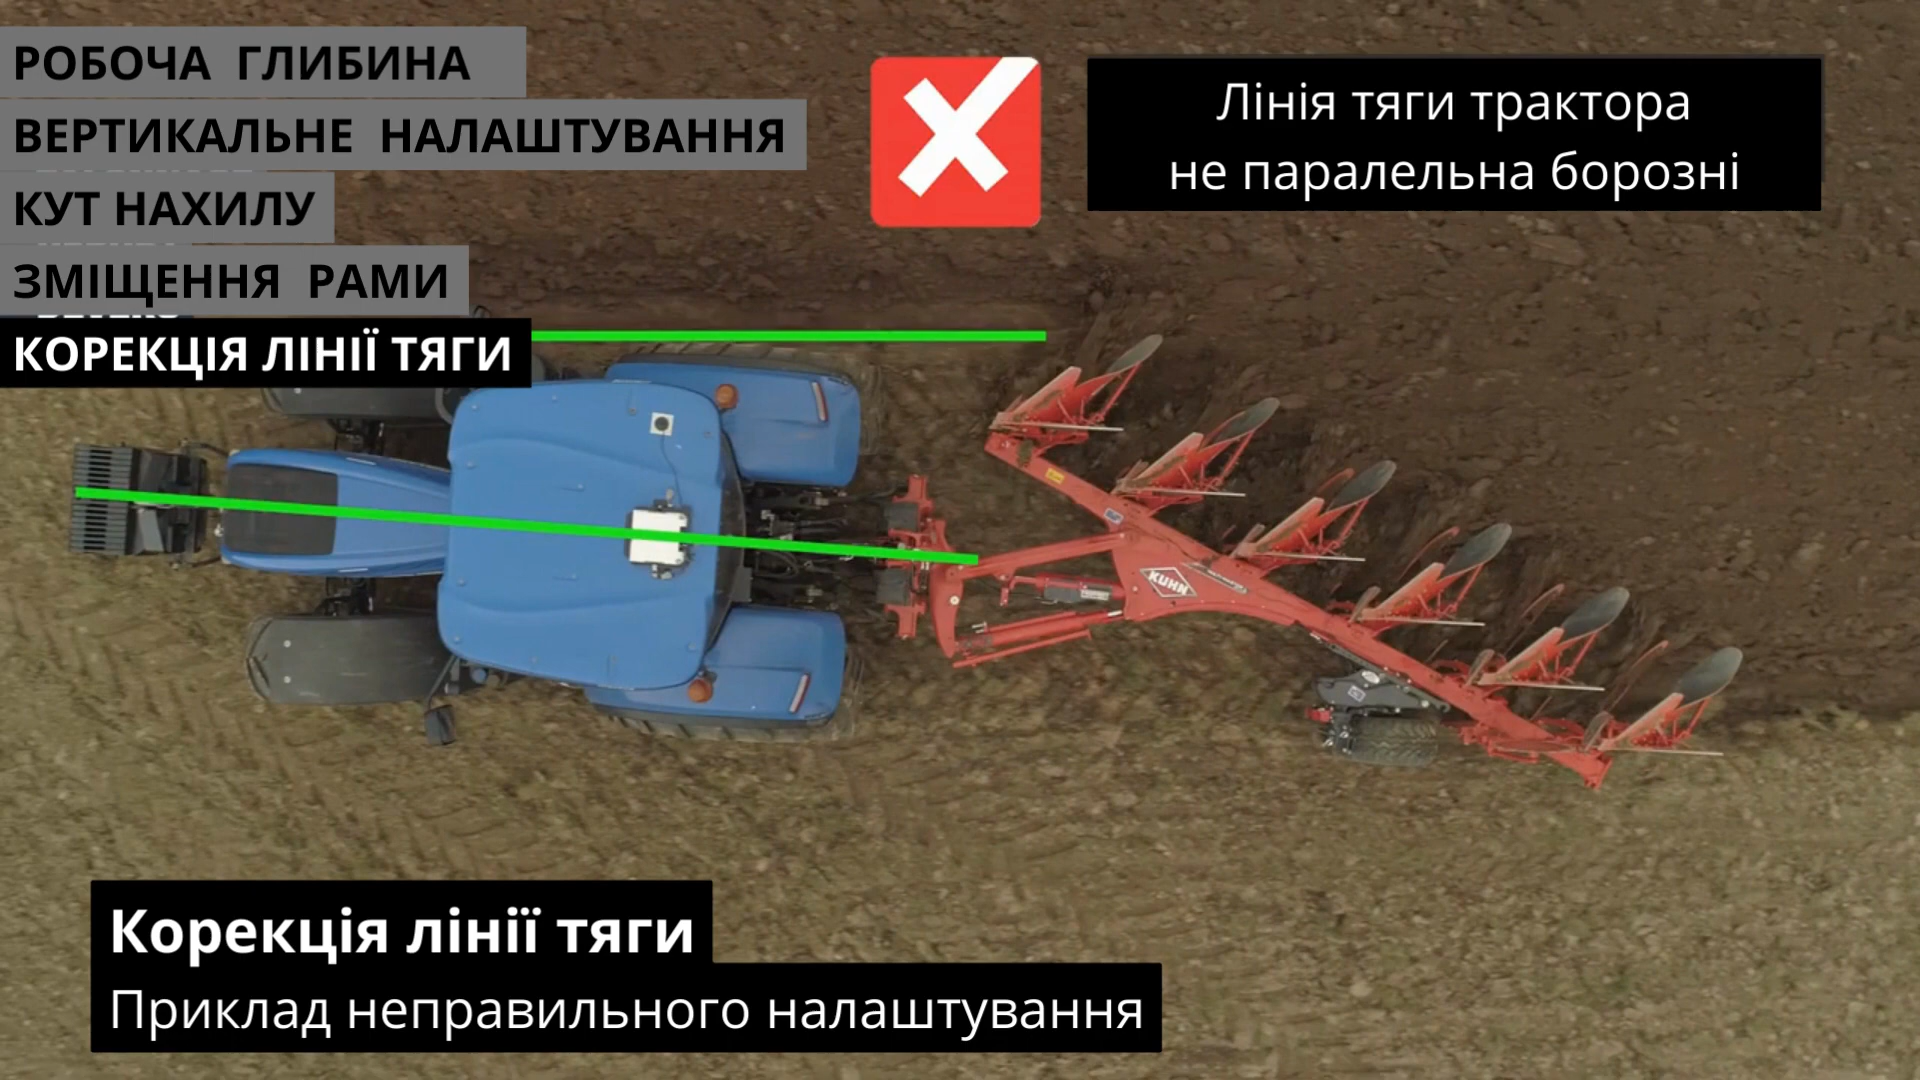 РОБОЧА ГЛИБИНА
ВЕРТИКАЛЬНЕ НАЛАШТУВАННЯ
КУТ НАХИЛУ
ЗМІЩЕННЯ РАМИ
КОРЕКЦІЯ ЛІНІЇ ТЯГИ
Лінія тяги трактора
не паралельна борозні
KUHN
Корекція лінії тяги
Приклад неправильного налаштування